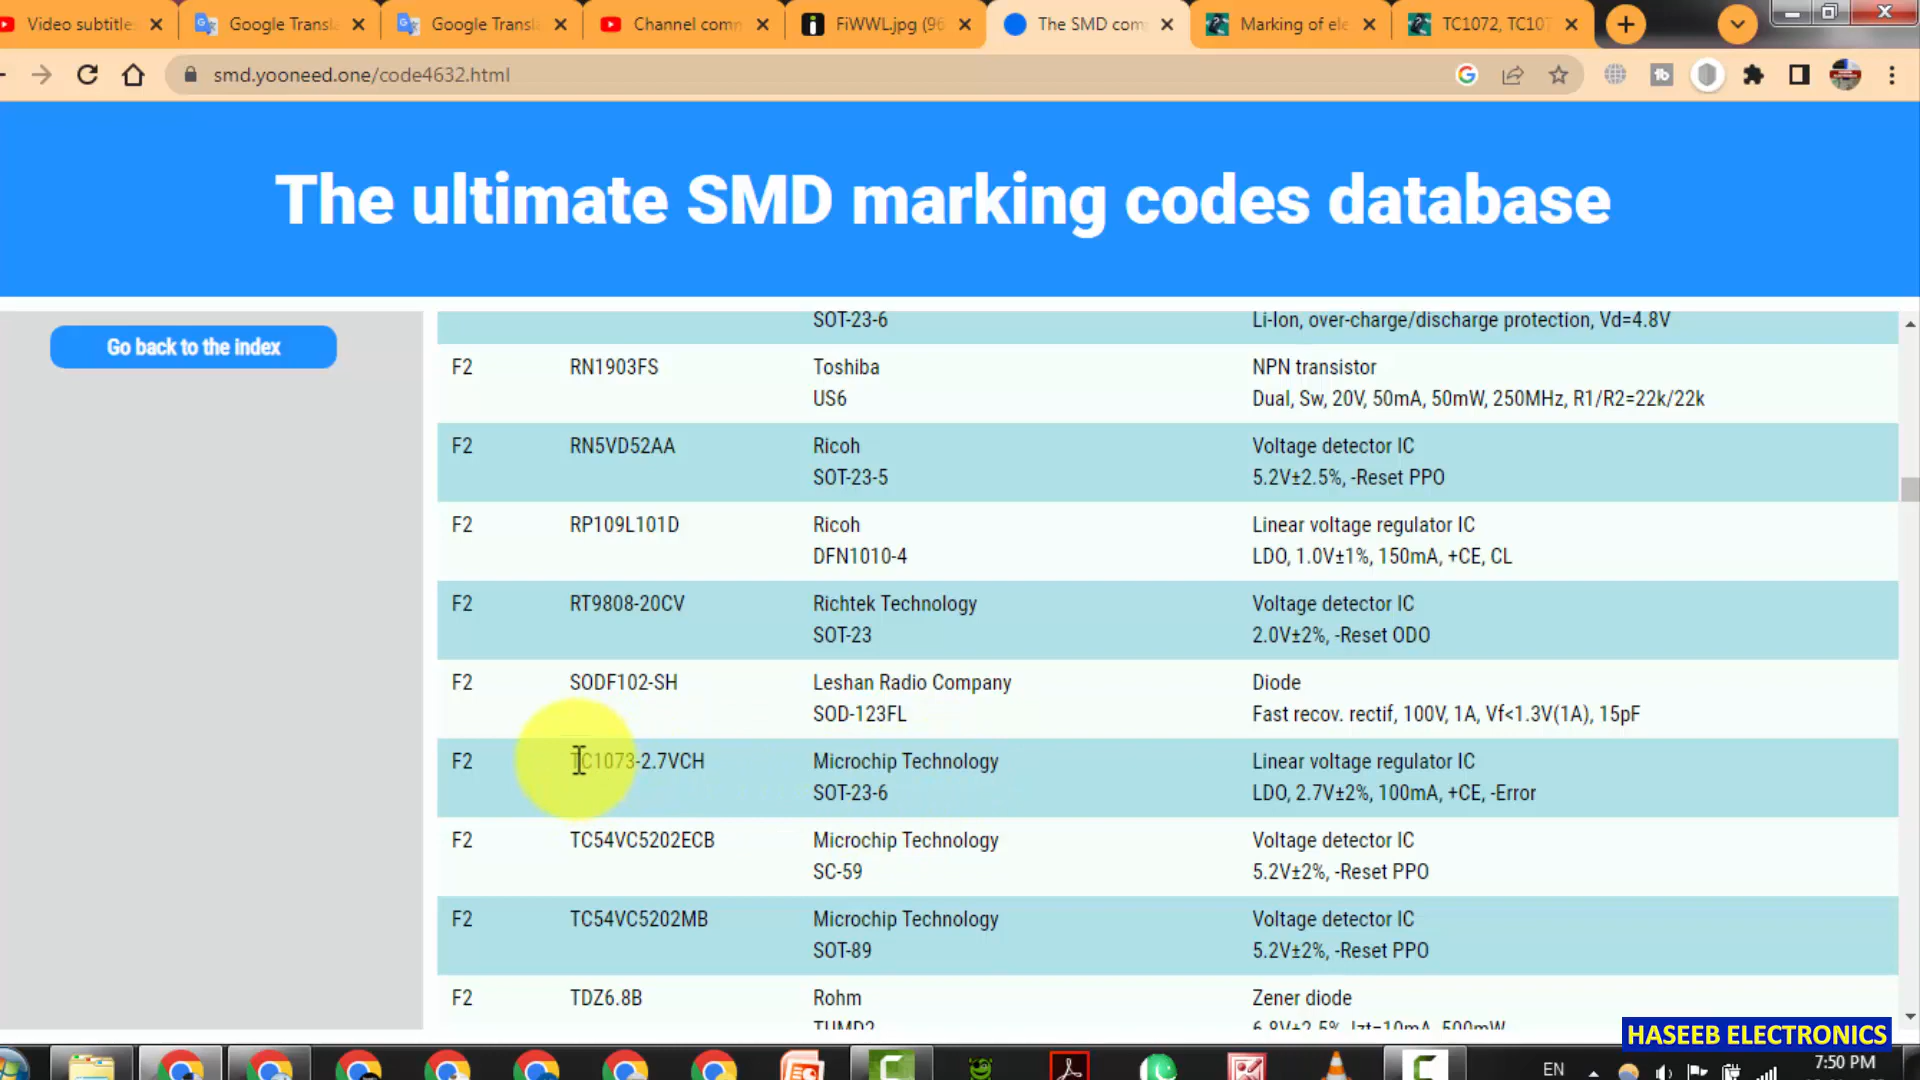 Video subtitle
Google Transl
Google Transl
Channel comm
FiWWL.jpg (96
The SMD com
Marking of ele
TC1072, TC107
smd.yooneed.one/code4632.html
The ultimate SMD marking codes database
Go back to the index
SOT-23-6 Li-Ion, over-charge/discharge protection, Vd=4.8V
F2 RN1903FS Toshiba NPN transistor
US6 Dual, Sw, 20V, 50mA, 50mW, 250MHz, R1/R2=22k/22k
F2 RN5VD52AA Ricoh Voltage detector IC
SOT-23-5 5.2V±2.5%, -Reset PPO
F2 RP109L101D Ricoh Linear voltage regulator IC
DFN1010-4 LDO, 1.0V±1%, 150mA, +CE, CL
F2 RT9808-20CV Richtek Technology Voltage detector IC
SOT-23 2.0V±2%, -Reset ODO
F2 SODF102-SH Leshan Radio Company Diode
SOD-123FL Fast recov. rectif, 100V, 1A, Vf<1.3V(1A), 15pF
F2 TC1073-2.7VCH Microchip Technology Linear voltage regulator IC
SOT-23-6 LDO, 2.7V±2%, 100mA, +CE, -Error
F2 TC54VC5202ECB Microchip Technology Voltage detector IC
SC-59 5.2V±2%, -Reset PPO
F2 TC54VC5202MB Microchip Technology Voltage detector IC
SOT-89 5.2V±2%, -Reset PPO
F2 TDZ6.8B Rohm Zener diode
TUMD2 6.8V±2.5%, Izt=10mA, 500mW
HASEEB ELECTRONICS
EN
7:50 PM